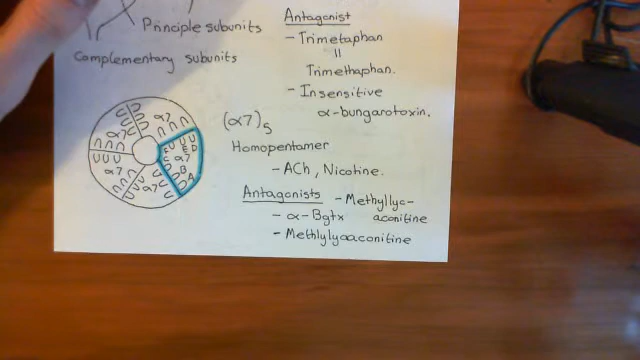 Principle subunits
Complementary subunits
Antagonist
- Trimetaphan
=
Trimethaphan.
- Insensitive
α-bungarotoxin.
α7
α7
α7
α7
α7
F E D
C
B
A
(α7)5
Homopentamer
- ACh, Nicotine.
Antagonists - Methyllyc-
aconitine
- α-Bgtx
- Methlylycaconitine